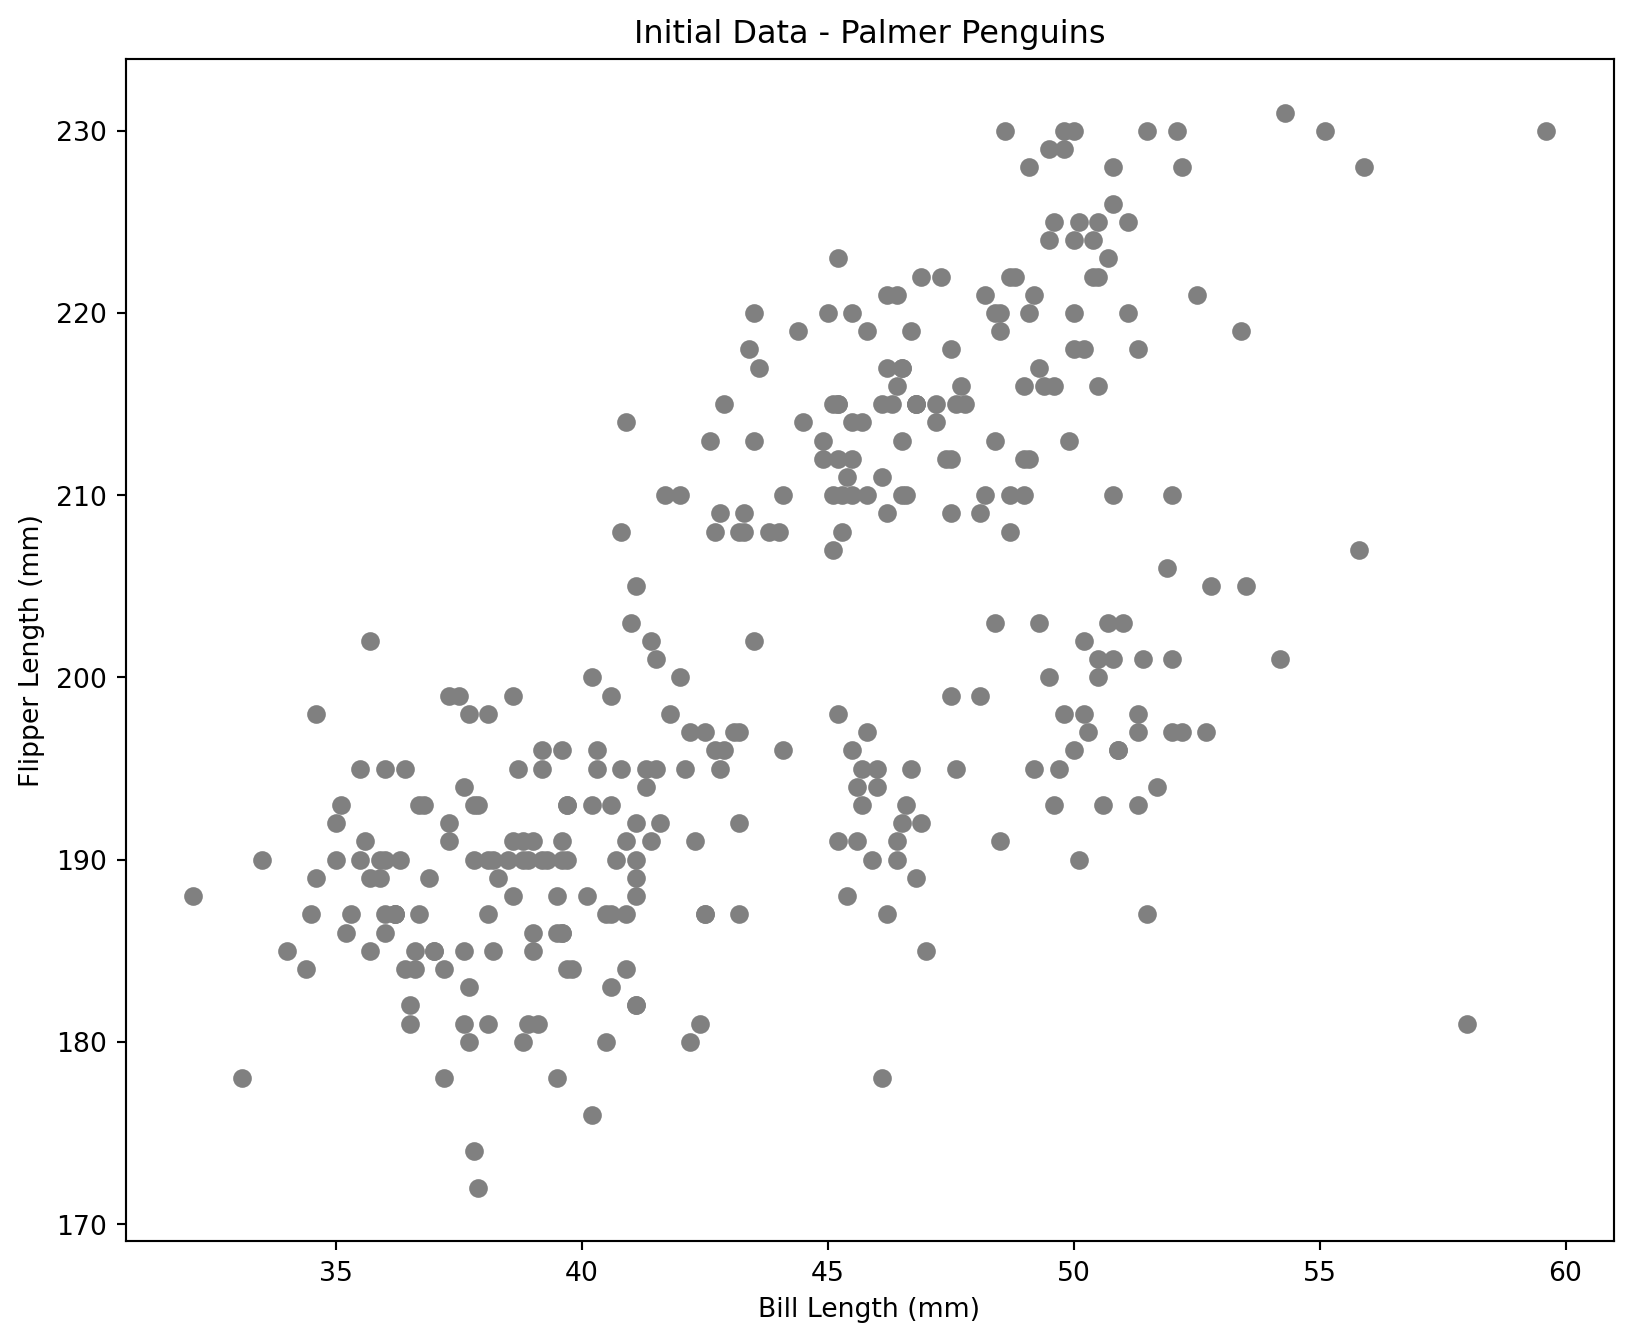 Initial Data - Palmer Penguins
Flipper Length (mm)
230
220
210
200
190
180
170
35 40 45 50 55 60
Bill Length (mm)